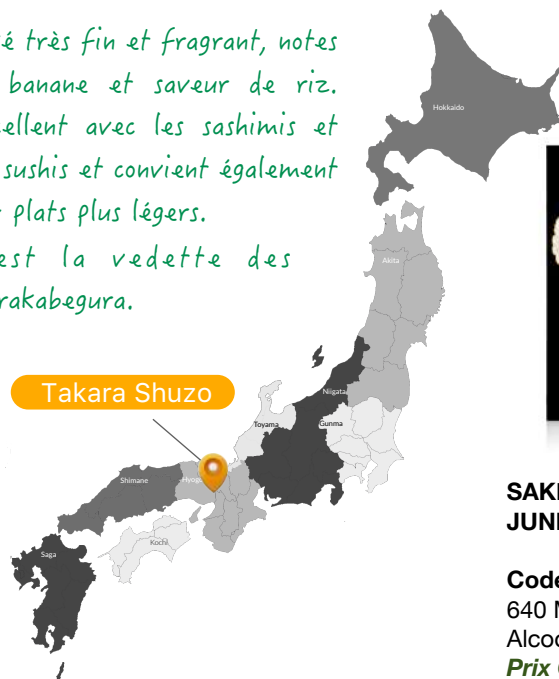 é très fin et fragrant, notes
banane et saveur de riz.
ellent avec les sashimis et
sushis et convient également
plats plus légers.
est la vedette des
rakabegura.
Hokkaido
Akita
Takara Shuzo
Niigata
Toyama
Gunma
Shimane
Hyogo
Kochi
Saga
SAK
JUN
Code
640 M
Alcoo
Prix